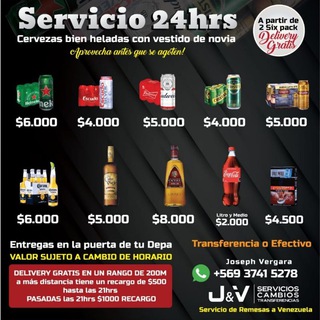 Servicio 24hrs
Cervezas bien heladas con vestido de novia
Aprovecha antes que se agoten!
A partir de
2 Six pack
Delivery
Gratis
$6.000 $4.000 $5.000 $4.000 $5.000
Litro y Medio
$6.000 $5.000 $8.000 $2.000 $4.500
Entregas en la puerta de tu Depa
VALOR SUJETO A CAMBIO DE HORARIO
DELIVERY GRATIS EN UN RANGO DE 200M
a más distancia tiene un recargo de $500
hasta las 21hrs
PASADAS las 21hrs $1000 RECARGO
Transferencia o Efectivo
Joseph Vergara
+569 3741 5278
J&V SERVICIOS
CAMBIOS
TRANSFERENCIAS
Servicio de Remesas a Venezuela